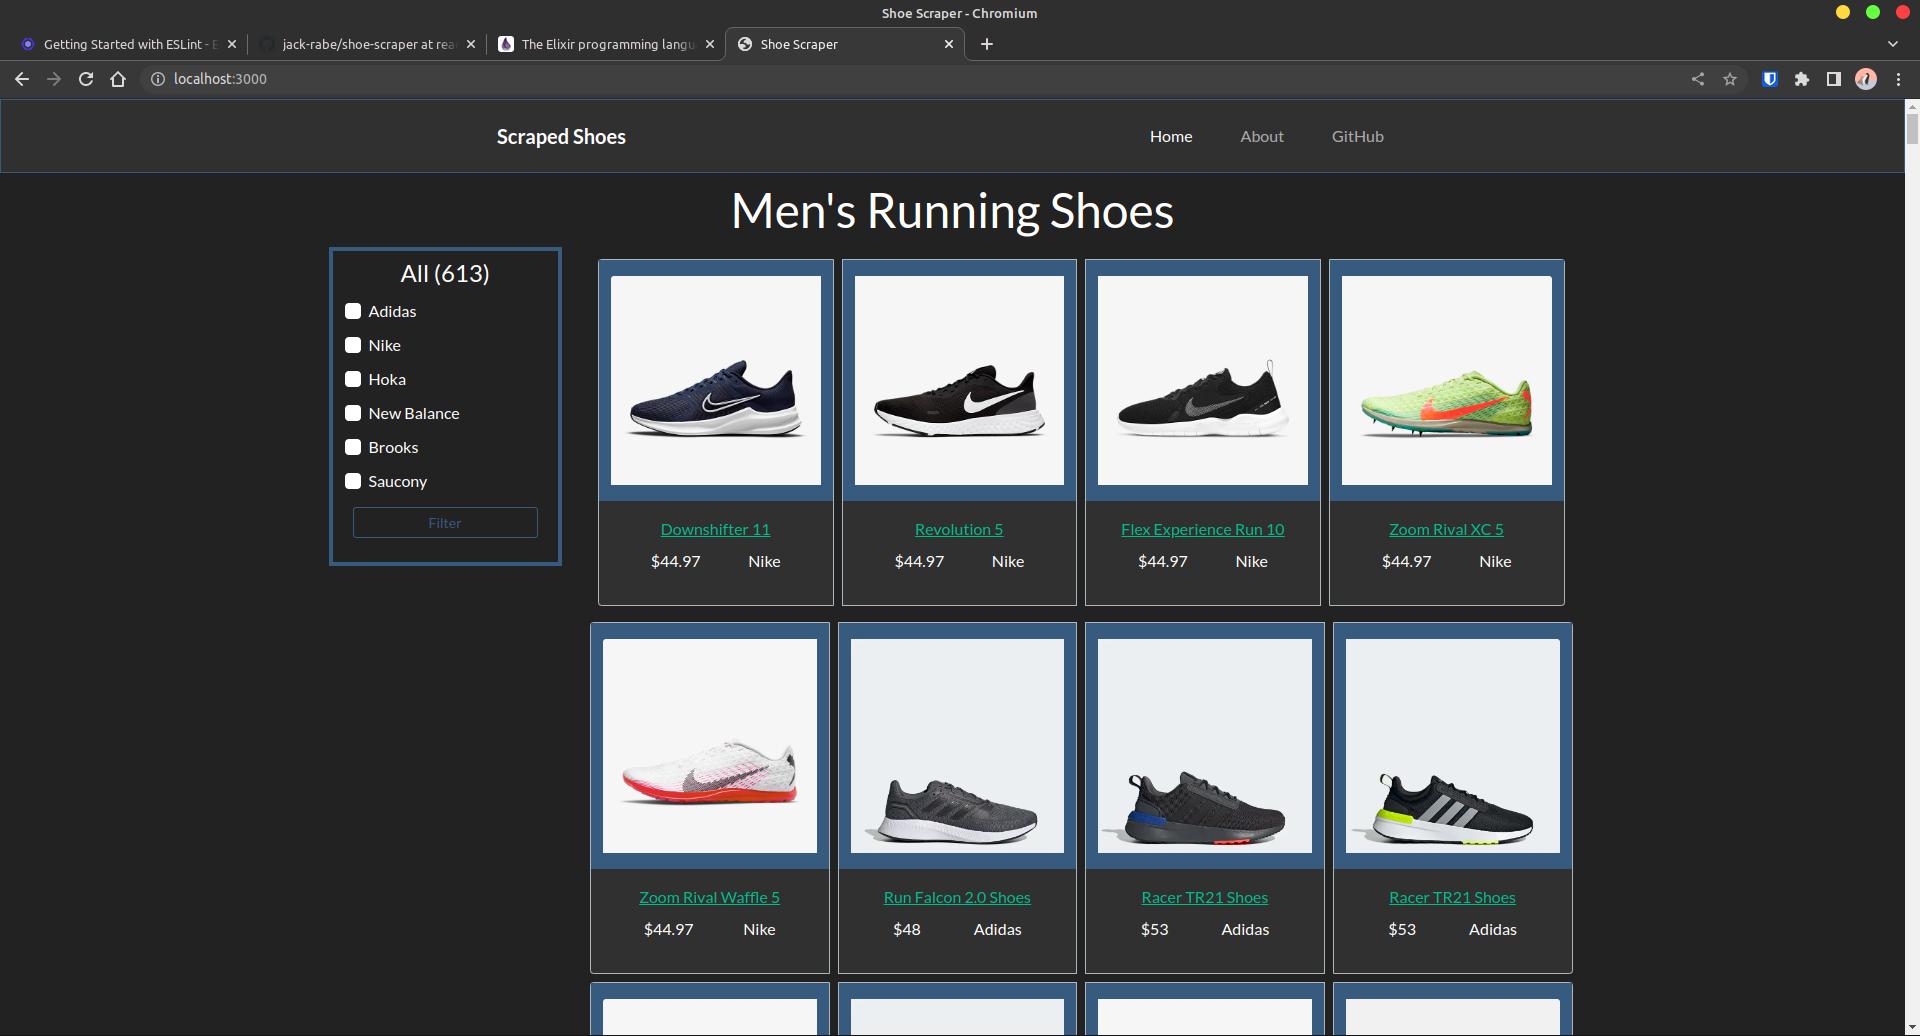 Shoe Scraper - Chromium
Getting Started with ESLint - E
jack-rabe/shoe-scraper at rea
The Elixir programming langu
Shoe Scraper
localhost:3000
Scraped Shoes
Home About GitHub
Men's Running Shoes
All (613)
Adidas
Nike
Hoka
New Balance
Brooks
Saucony
Filter
Downshifter 11
$44.97 Nike
Revolution 5
$44.97 Nike
Flex Experience Run 10
$44.97 Nike
Zoom Rival XC 5
$44.97 Nike
Zoom Rival Waffle 5
$44.97 Nike
Run Falcon 2.0 Shoes
$48 Adidas
Racer TR21 Shoes
$53 Adidas
Racer TR21 Shoes
$53 Adidas